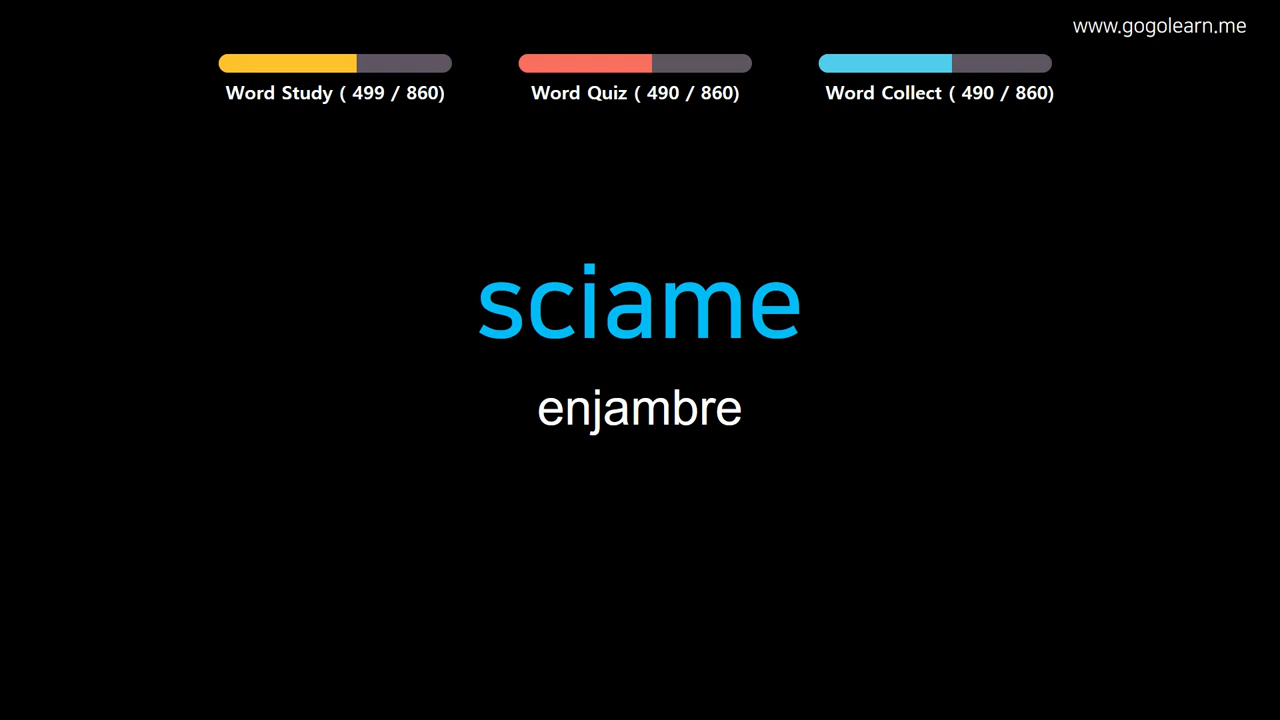 www.gogolearn.me
Word Study ( 499 / 860)
Word Quiz ( 490 / 860)
Word Collect ( 490 / 860)
sciame
enjambre